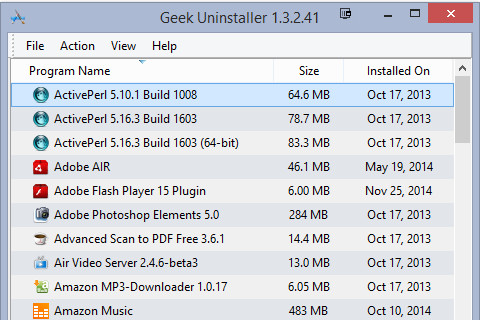 Geek Uninstaller 1.3.2.41
File Action View Help
Program Name Size Installed On
ActivePerl 5.10.1 Build 1008 64.6 MB Oct 17, 2013
ActivePerl 5.16.3 Build 1603 78.7 MB Oct 17, 2013
ActivePerl 5.16.3 Build 1603 (64-bit) 83.3 MB Oct 17, 2013
Adobe AIR 46.1 MB May 19, 2014
Adobe Flash Player 15 Plugin 6.00 MB Nov 25, 2014
Adobe Photoshop Elements 5.0 284 MB Oct 17, 2013
Advanced Scan to PDF Free 3.6.1 14.4 MB Oct 17, 2013
Air Video Server 2.4.6-beta3 13.0 MB Oct 17, 2013
Amazon MP3-Downloader 1.0.17 6.05 MB Oct 17, 2013
Amazon Music 483 MB Oct 10, 2014